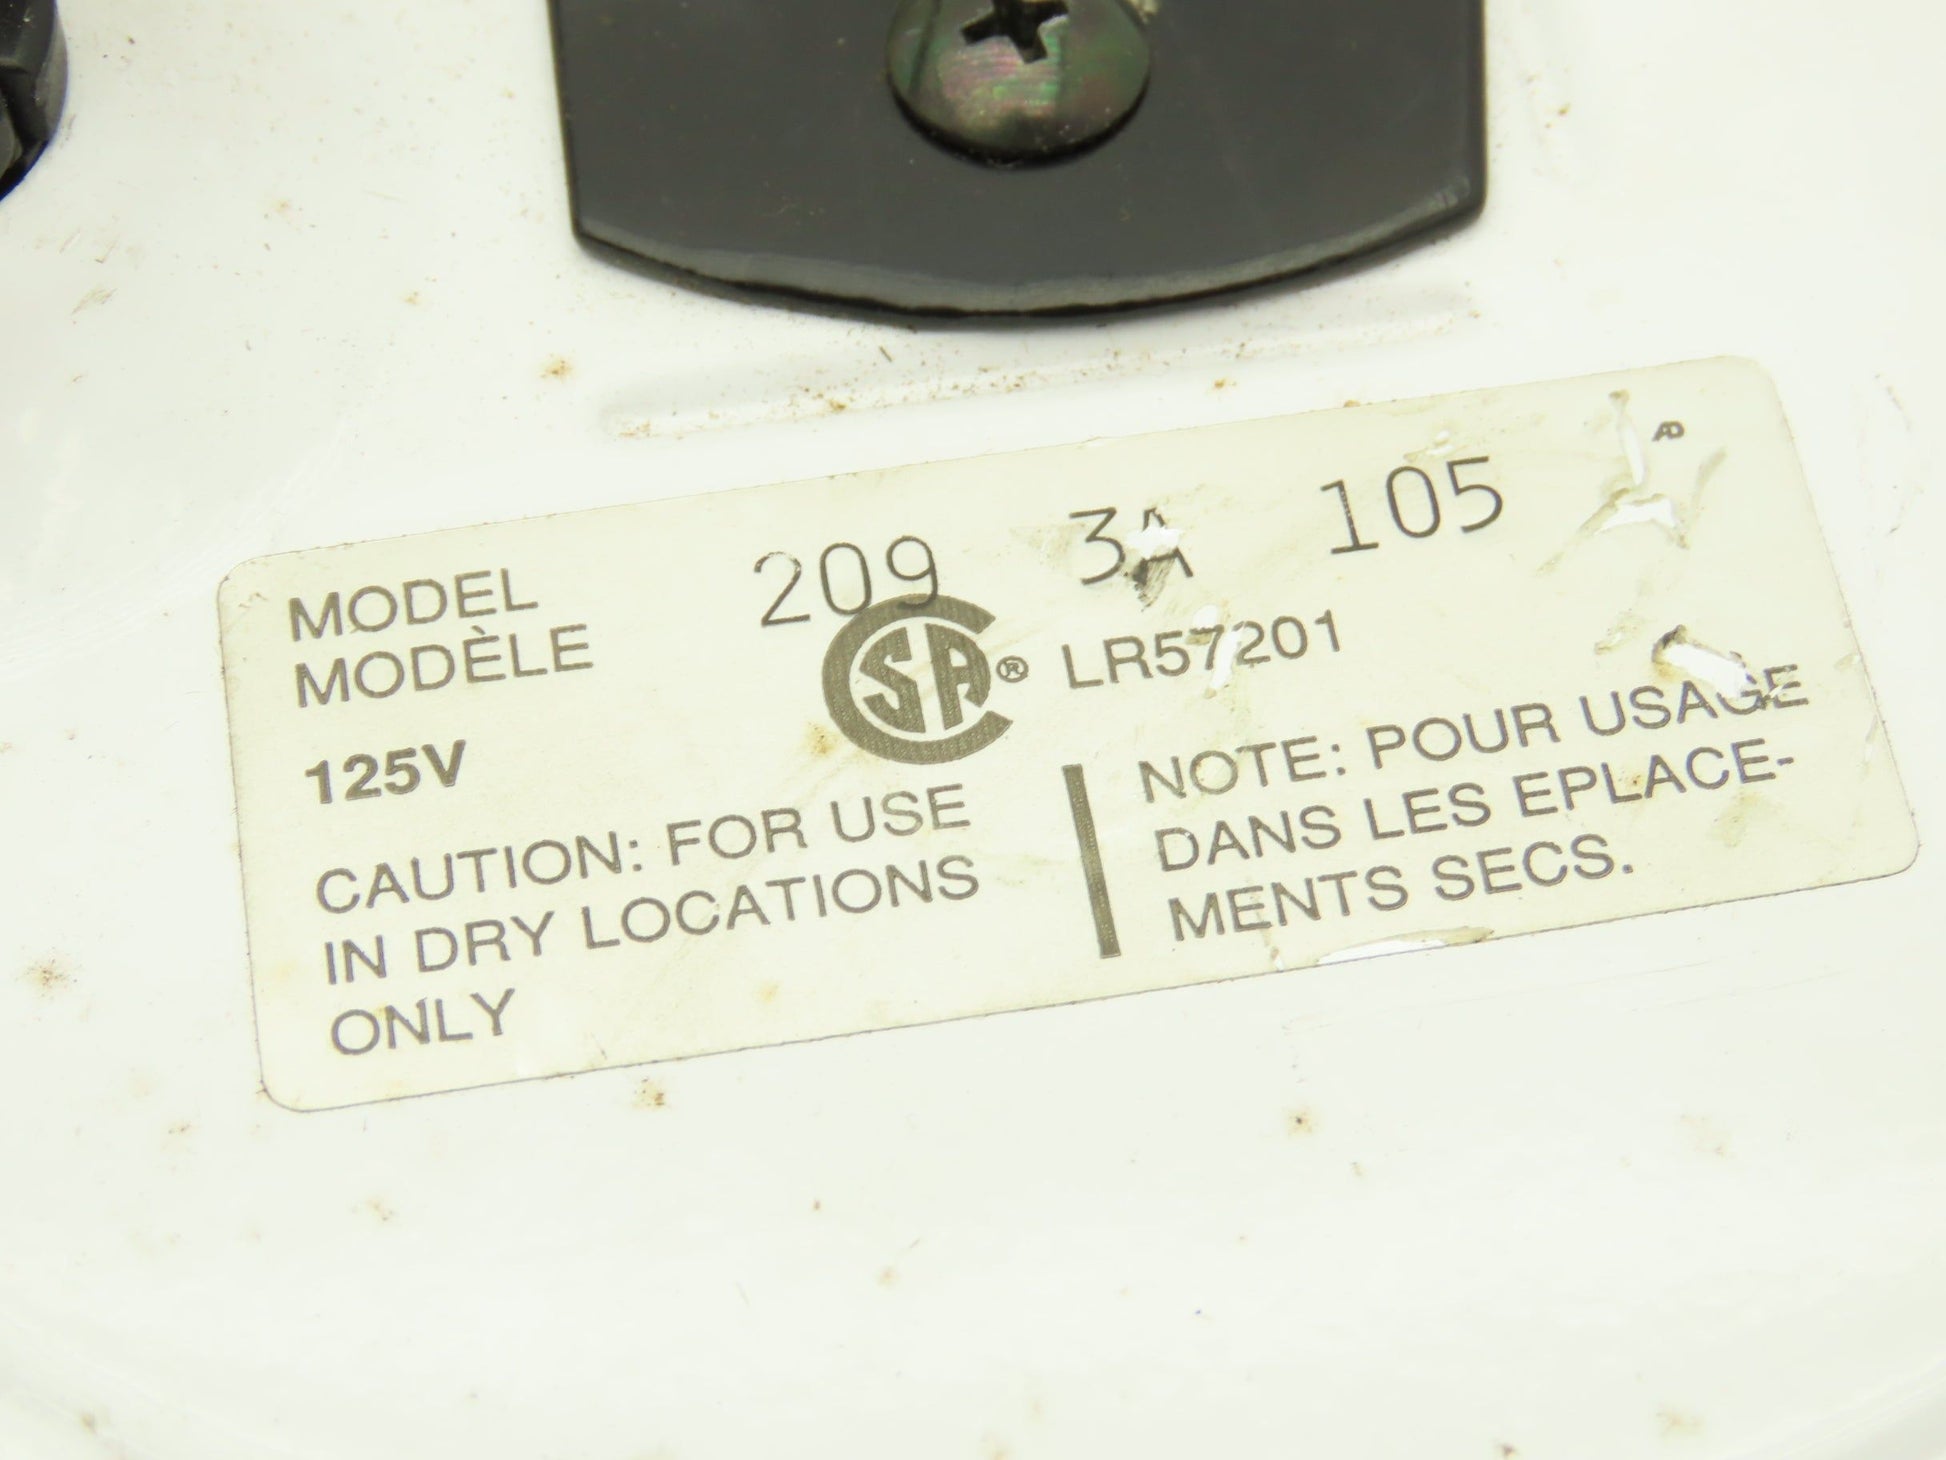 MODEL 209 3A 105
MODÈLE
CSA® LR57201
125V
CAUTION: FOR USE
IN DRY LOCATIONS
ONLY
NOTE: POUR USAGE
DANS LES EPLACE-
MENTS SECS.